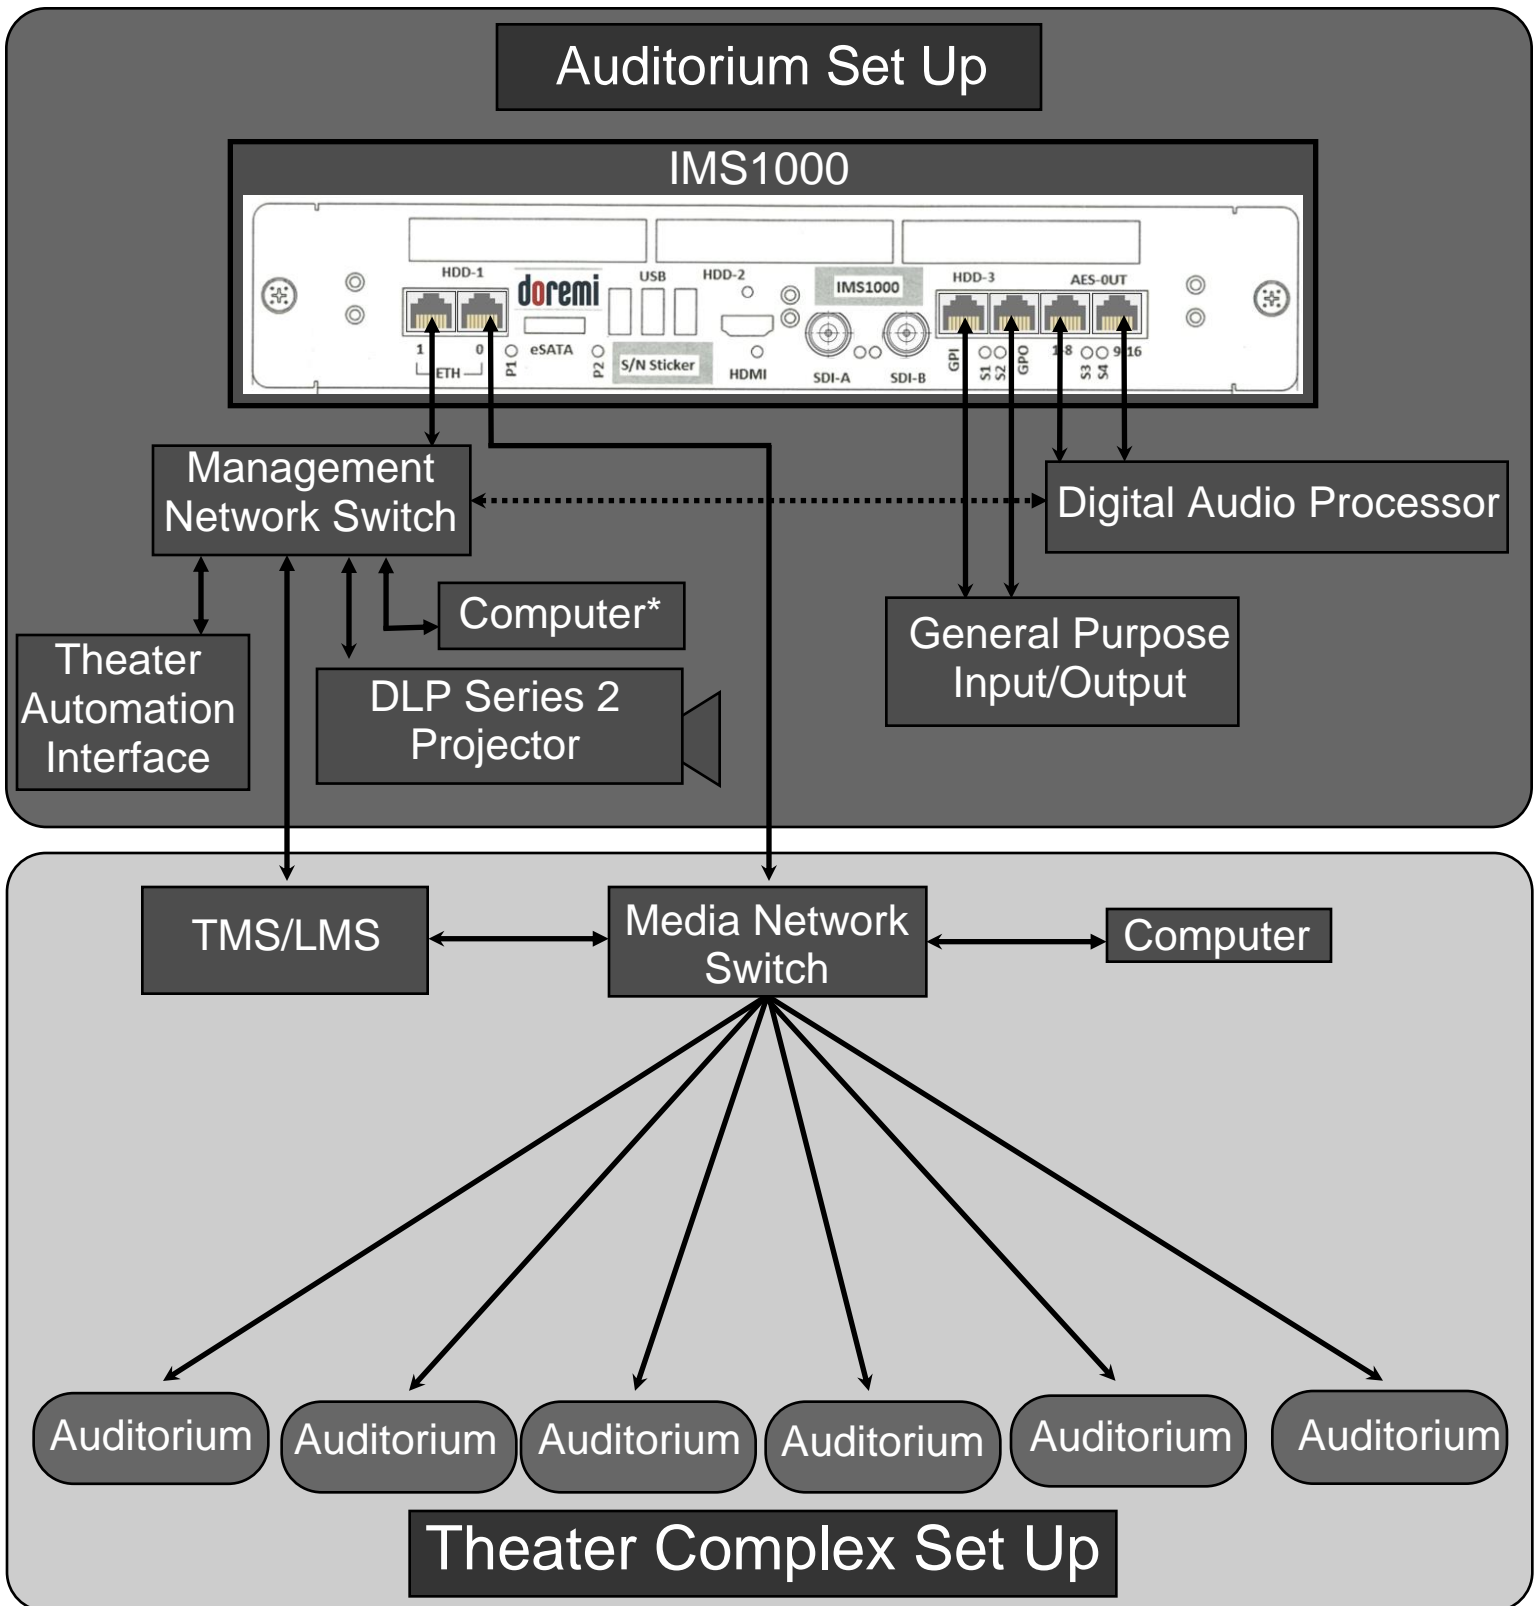 Auditorium Set Up
IMS1000
HDD-1
doremi
USB
HDD-2
IMS1000
HDD-3
AES-0UT
1
0
ETH
P1
eSATA
P2
S/N Sticker
HDMI
SDI-A
SDI-B
GPI
S1
S2
GPO
1-8
S3
S4
9-16
Management
Network Switch
Digital Audio Processor
Computer*
General Purpose
Input/Output
Theater
Automation
Interface
DLP Series 2
Projector
TMS/LMS
Media Network
Switch
Computer
Auditorium
Auditorium
Auditorium
Auditorium
Auditorium
Auditorium
Theater Complex Set Up